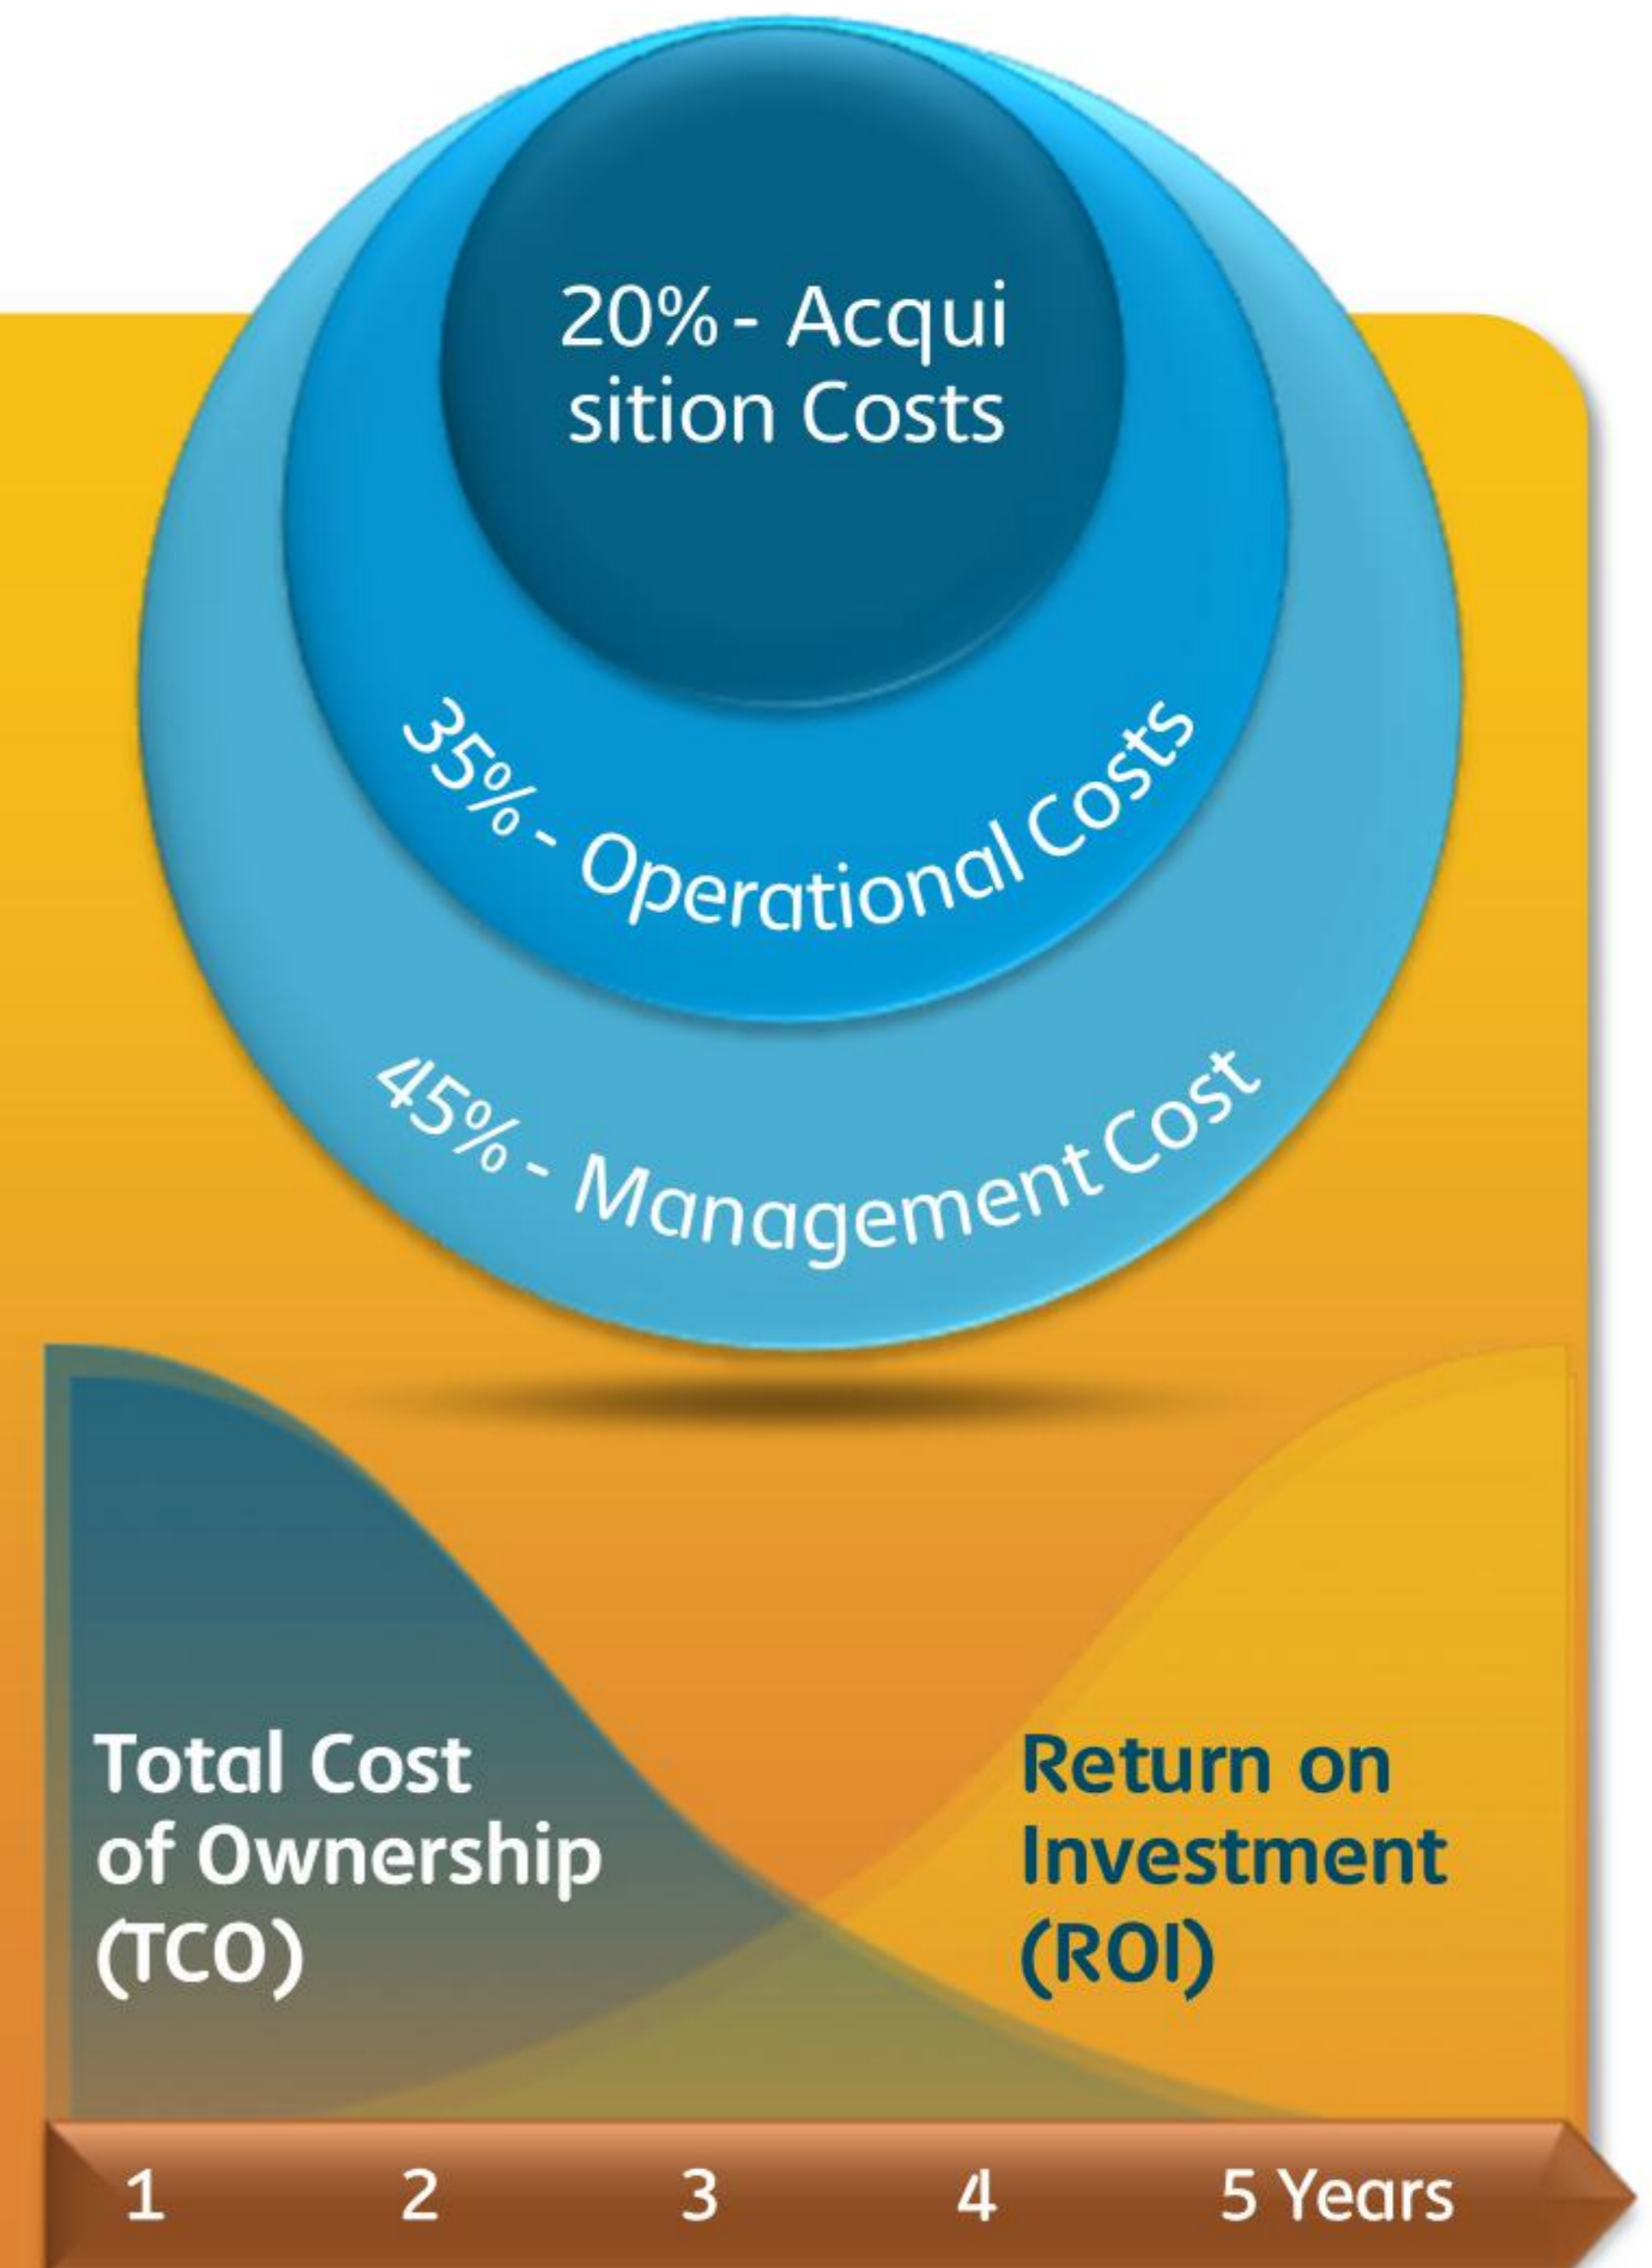 20% - Acqui
sition Costs
35% - Operational Costs
45% - Management Cost
Total Cost
of Ownership
(TCO)
Return on
Investment
(ROI)
1 2 3 4 5 Years